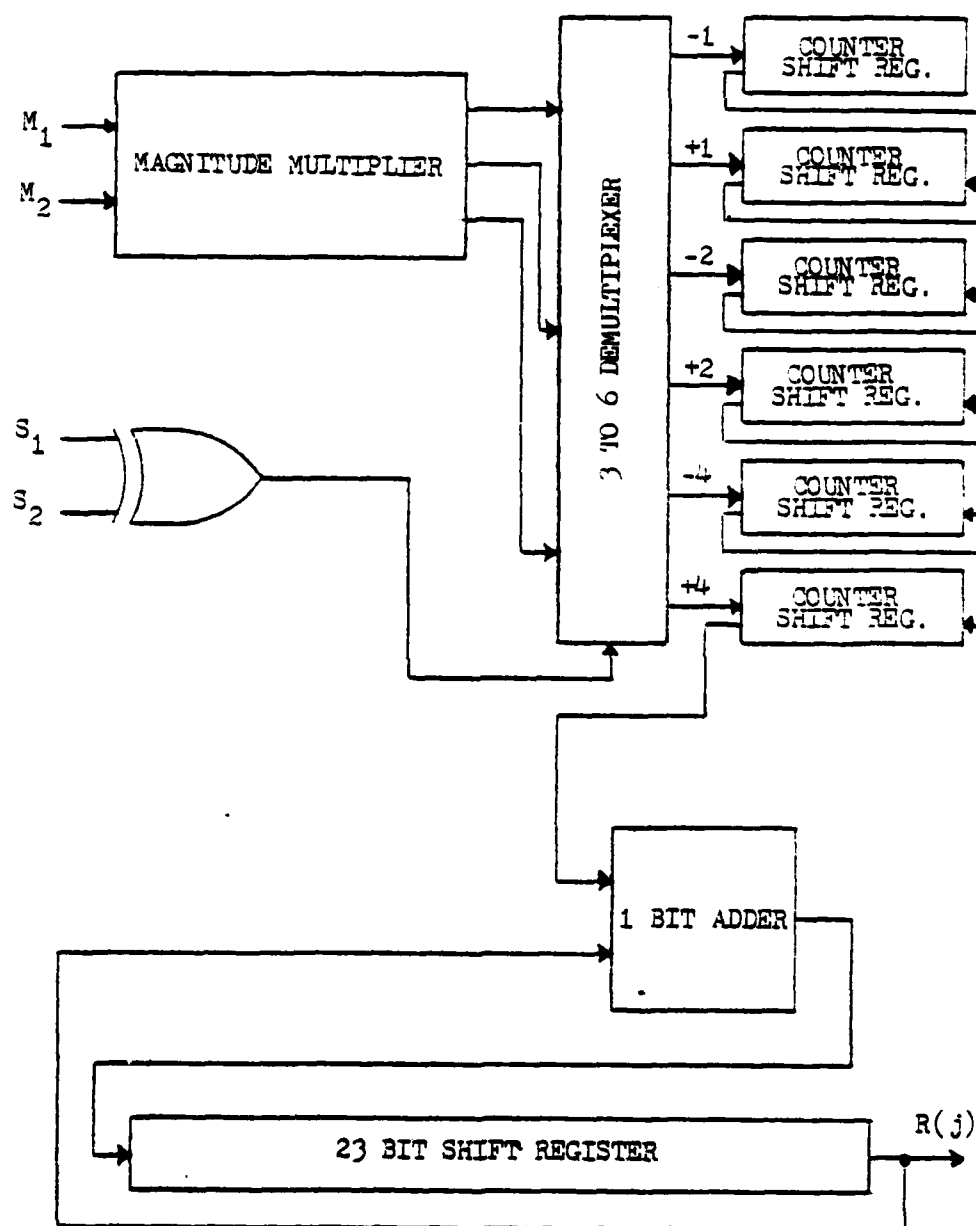 -1
COUNTER
SHIFT REG.
M1
M2
MAGNITUDE MULTIPLIER
3 TO 6 DEMULTIPLEXER
+1
COUNTER
SHIFT REG.
-2
COUNTER
SHIFT REG.
+2
COUNTER
SHIFT REG.
S1
S2
-4
COUNTER
SHIFT REG.
+4
COUNTER
SHIFT REG.
1 BIT ADDER
23 BIT SHIFT REGISTER
R(j)